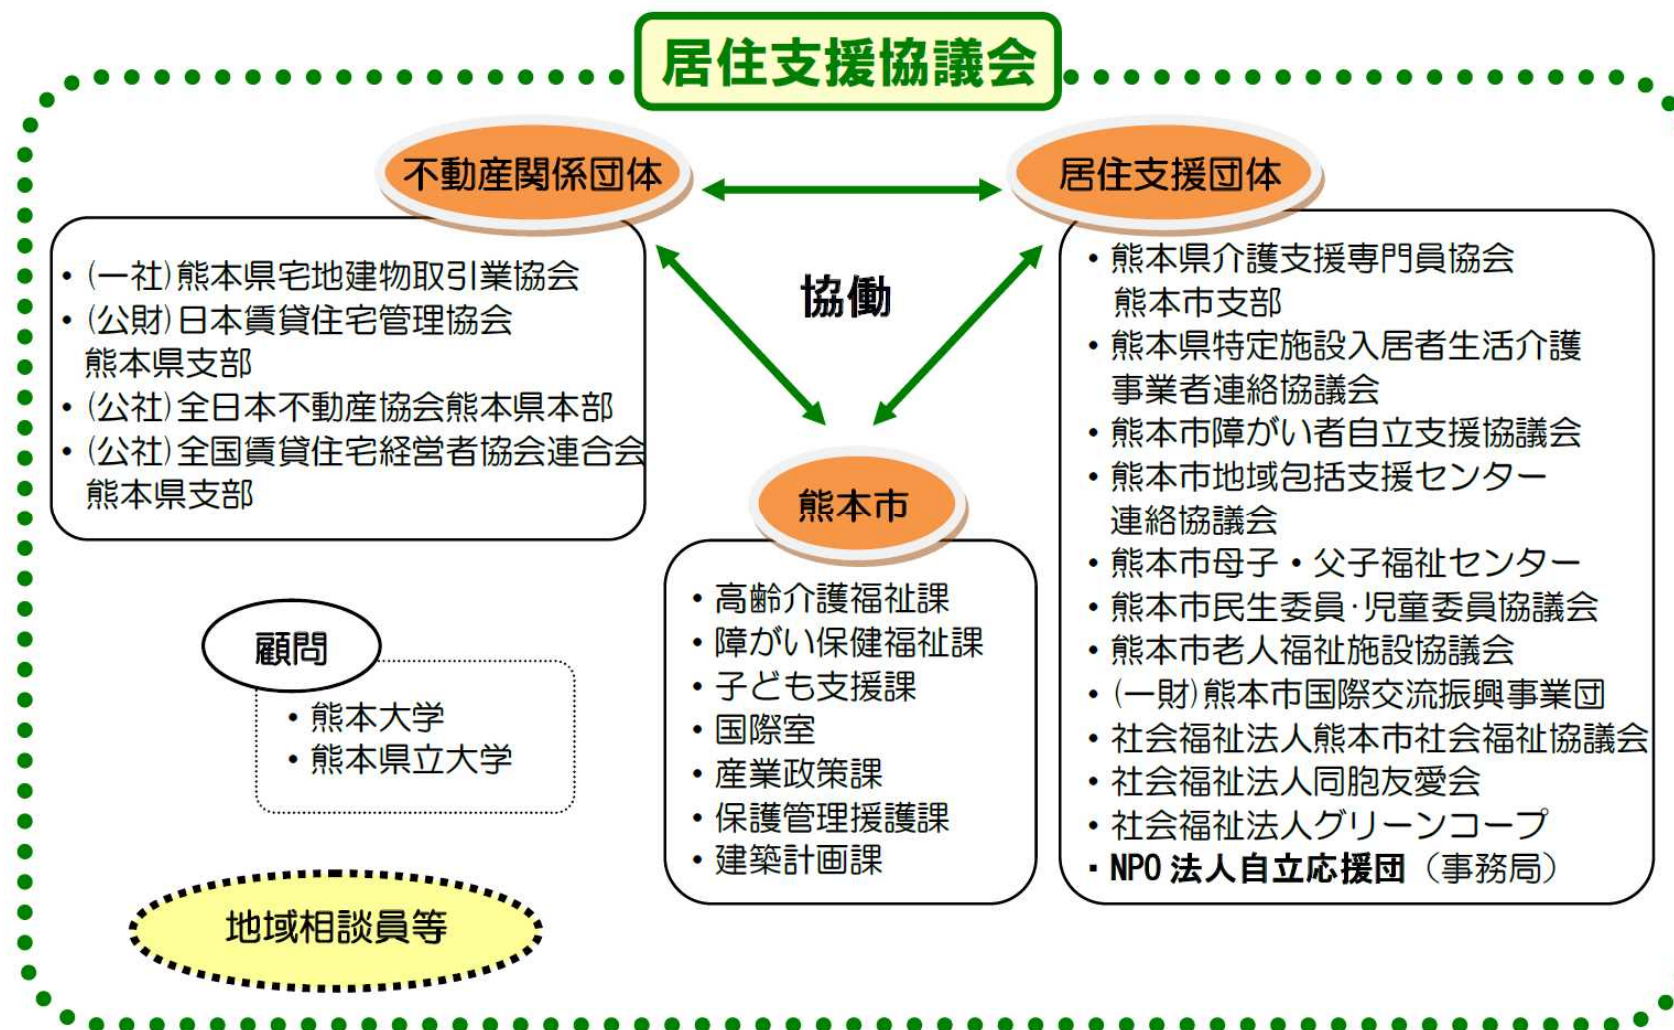 居住支援協議会
不動産関係団体
・(一社)熊本県宅地建物取引業協会
・(公財)日本賃貸住宅管理協会
熊本県支部
・(公社)全日本不動産協会熊本県本部
・(公社)全国賃貸住宅経営者協会連合会
熊本県支部
協働
居住支援団体
・熊本県介護支援専門員協会
熊本市支部
・熊本県特定施設入居者生活介護
事業者連絡協議会
・熊本市障がい者自立支援協議会
・熊本市地域包括支援センター
連絡協議会
・熊本市母子・父子福祉センター
・熊本市民生委員・児童委員協議会
・熊本市老人福祉施設協議会
・(一財)熊本市国際交流振興事業団
・社会福祉法人熊本市社会福祉協議会
・社会福祉法人同胞友愛会
・社会福祉法人グリーンコープ
・NPO法人自立応援団（事務局）
熊本市
・高齢介護福祉課
・障がい保健福祉課
・子ども支援課
・国際室
・産業政策課
・保護管理援護課
・建築計画課
顧問
・熊本大学
・熊本県立大学
地域相談員等